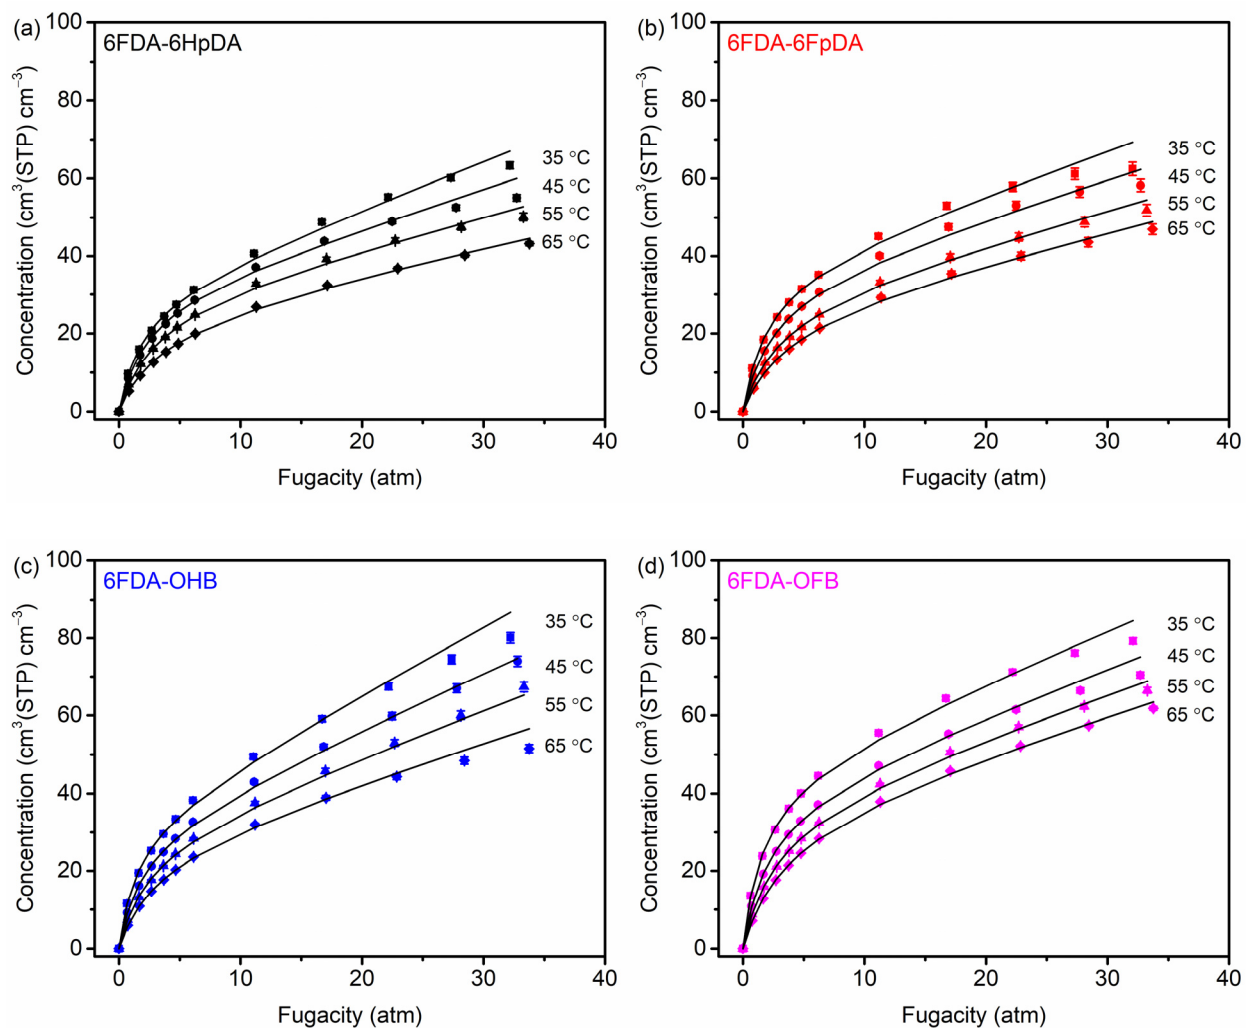 (a)
6FDA-6HpDA
Concentration (cm³(STP) cm⁻³)
100
80
60
40
20
0
35 °C
45 °C
55 °C
65 °C
0 10 20 30 40
Fugacity (atm)
(b)
6FDA-6FpDA
Concentration (cm³(STP) cm⁻³)
100
80
60
40
20
0
35 °C
45 °C
55 °C
65 °C
0 10 20 30 40
Fugacity (atm)
(c)
6FDA-OHB
Concentration (cm³(STP) cm⁻³)
100
80
60
40
20
0
35 °C
45 °C
55 °C
65 °C
0 10 20 30 40
Fugacity (atm)
(d)
6FDA-OFB
Concentration (cm³(STP) cm⁻³)
100
80
60
40
20
0
35 °C
45 °C
55 °C
65 °C
0 10 20 30 40
Fugacity (atm)